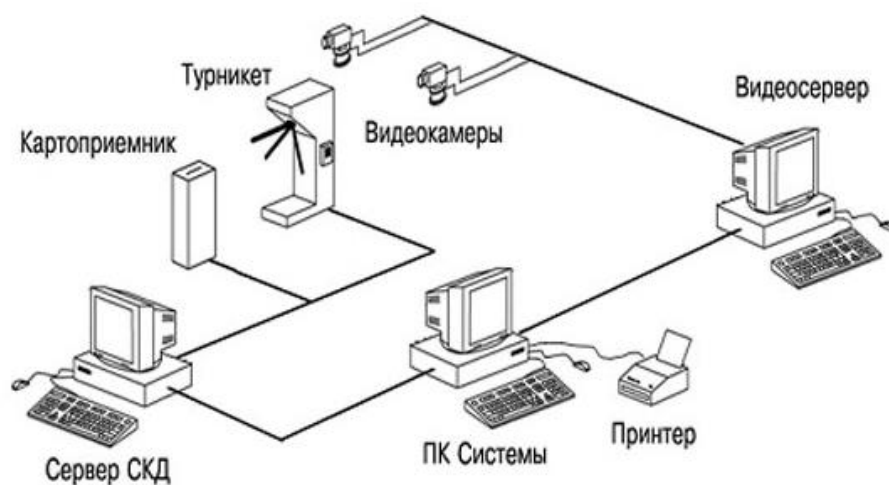 Турникет
Видеосервер
Картоприемник
Видеокамеры
Сервер СКД
ПК Системы
Принтер